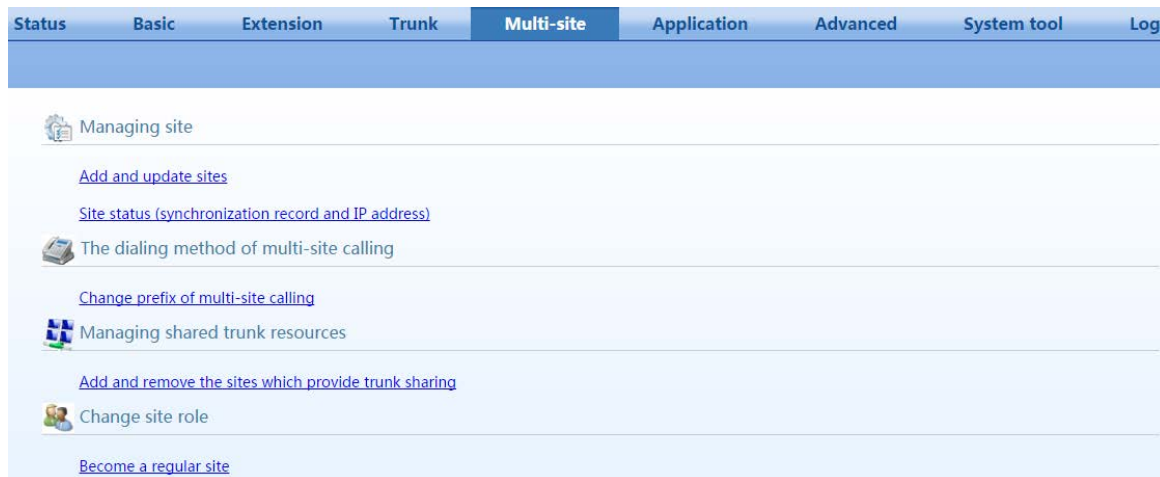 Status Basic Extension Trunk Multi-site Application Advanced System tool Log
Managing site
Add and update sites
Site status (synchronization record and IP address)
The dialing method of multi-site calling
Change prefix of multi-site calling
Managing shared trunk resources
Add and remove the sites which provide trunk sharing
Change site role
Become a regular site